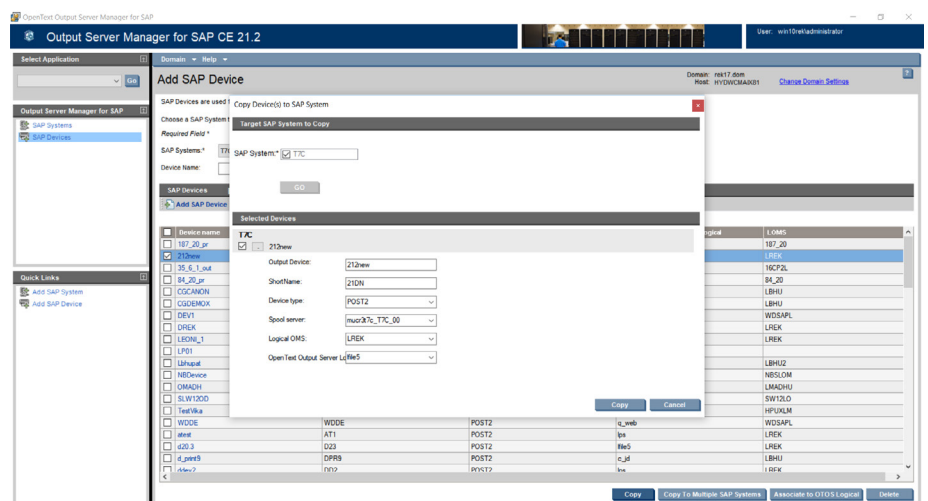 OpenText Output Server Manager for SAP
Output Server Manager for SAP CE 21.2
User: win10rek\administrator
Select Application
Domain Help
Go
Add SAP Device
Domain: rek17.dom
Host: HYDWCMAIX81 Change Domain Settings
SAP Devices are used
Choose a SAP System
Required Field *
SAP Systems:*
Device Name:
Output Server Manager for SAP
SAP Systems
SAP Devices
Quick Links
Add SAP System
Add SAP Device
Copy Device(s) to SAP System
Target SAP System to Copy
SAP System:* T7C
GO
Selected Devices
T7C
212new
Output Device: 212new
ShortName: 21DN
Device type: POST2
Spool server: mucr3t7c_T7C_00
Logical OMS: LREK
OpenText Output Server Lo lfile5
Copy Cancel
SAP Devices
Add SAP Device
Device name LOMS
187_20_pr 187_20
212new LREK
35_6_1_out 16CP2L
84_20_pr 84_20
CGCANON LBHU
CGDEMOX LBHU
DEV1 WDSAPL
DREK LREK
LEONI_1 LREK
LP01
Lbhupat LBHU2
NBDevice NBSLOM
OMADH LMADHU
SLW12OD SW12LO
TestVika HPUXLM
WDDE WDDE POST2 q_web WDSAPL
atest AT1 POST2 lps LREK
d20.3 D23 POST2 lfile5 LREK
d_print9 DPR9 POST2 c_jd LBHU
ddev2 DD2 POST2 lps LREK
Copy Copy To Multiple SAP Systems Associate to OTOS Logical Delete